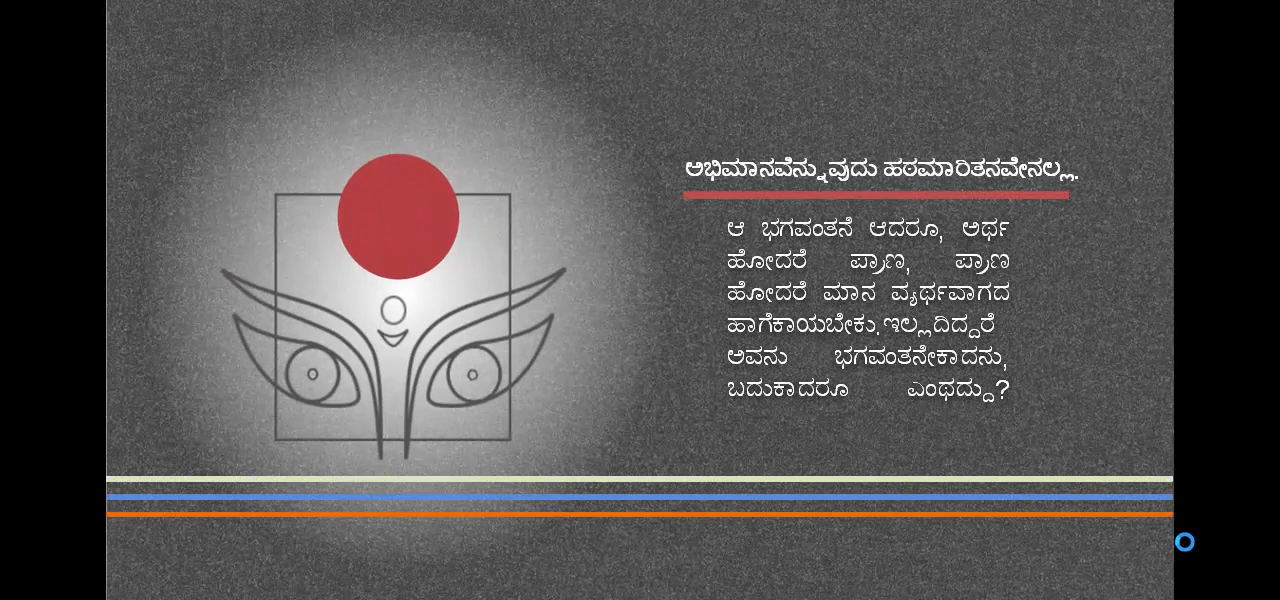 ಅಭಿಮಾನವೆನ್ನುವುದು ಹಠಮಾರಿತನವೇನಲ್ಲ.
ಆ ಭಗವಂತನೆ ಆದರೂ, ಅರ್ಥ
ಹೋದರೆ ಪ್ರಾಣ, ಪ್ರಾಣ
ಹೋದರೆ ಮಾನ ವ್ಯರ್ಥವಾಗದ
ಹಾಗೆಕಾಯಬೇಕು.ಇಲ್ಲದಿದ್ದರೆ
ಅವನು ಭಗವಂತನೇಕಾದನು,
ಬದುಕಾದರೂ ಎಂಥದ್ದು?